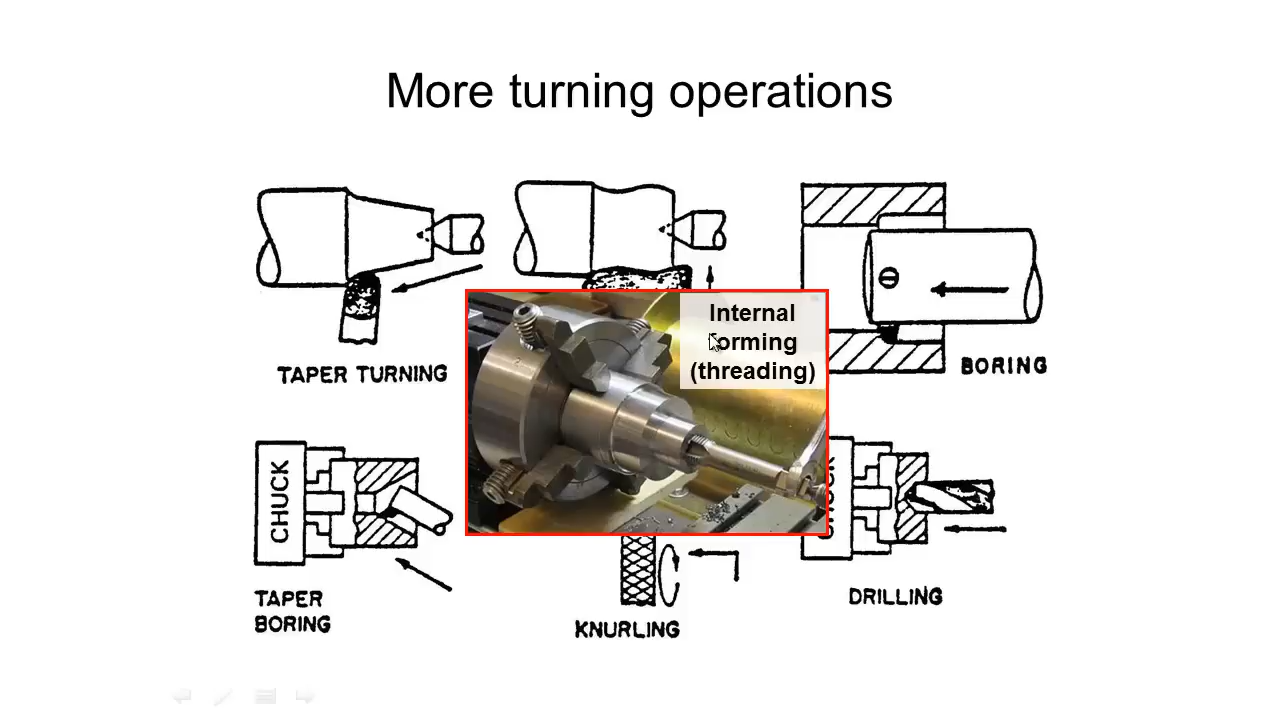 More turning operations
Internal
forming
(threading)
TAPER TURNING
BORING
CHUCK
TAPER
BORING
KNURLING
DRILLING